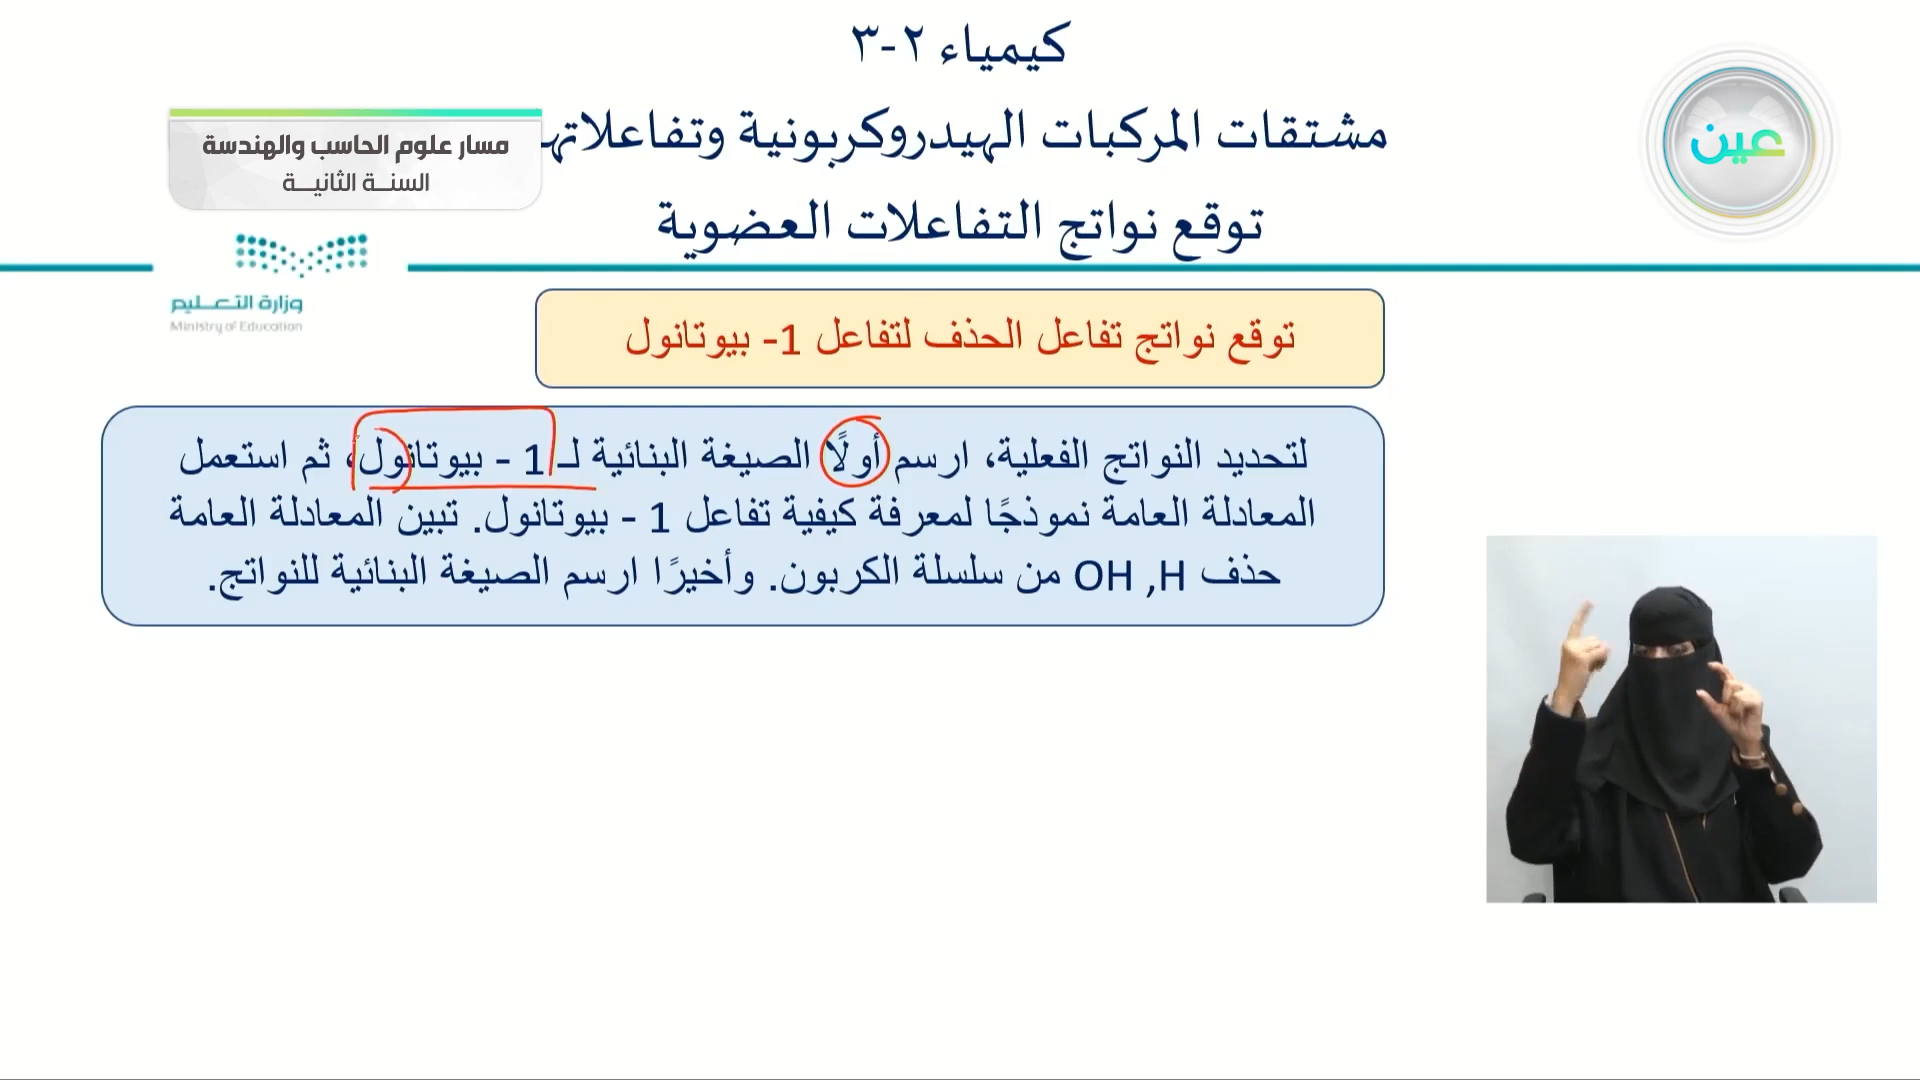 كيمياء ٢-٣
مشتقات المركبات الهيدروكربونية وتفاعلاته
توقع نواتج التفاعلات العضوية
عين
مسار علوم الحاسب والهندسة
السنة الثانية
وزارة التعليم
Ministry of Education
توقع نواتج تفاعل الحذف لتفاعل 1- بيوتانول
لتحديد النواتج الفعلية، ارسم أولًا الصيغة البنائية لـ 1 - بيوتانول، ثم استعمل
المعادلة العامة نموذجًا لمعرفة كيفية تفاعل 1 - بيوتانول. تبين المعادلة العامة
حذف OH ,H من سلسلة الكربون. وأخيرًا ارسم الصيغة البنائية للنواتج.